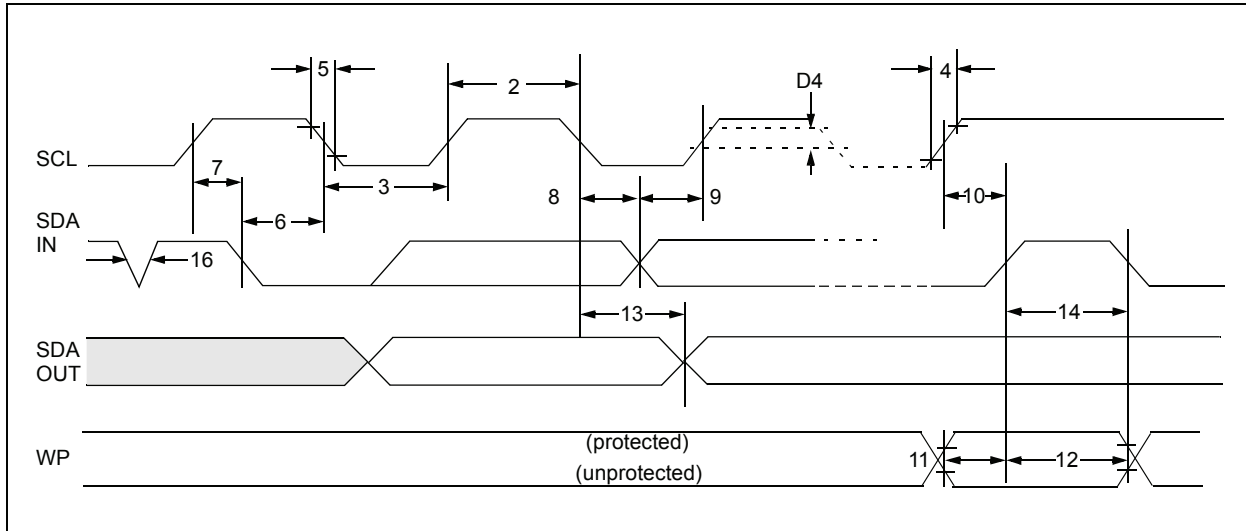 5
2
D4
4
SCL
7
3
8
9
10
SDA
IN
6
16
13
14
SDA
OUT
WP
(protected)
(unprotected)
11
12